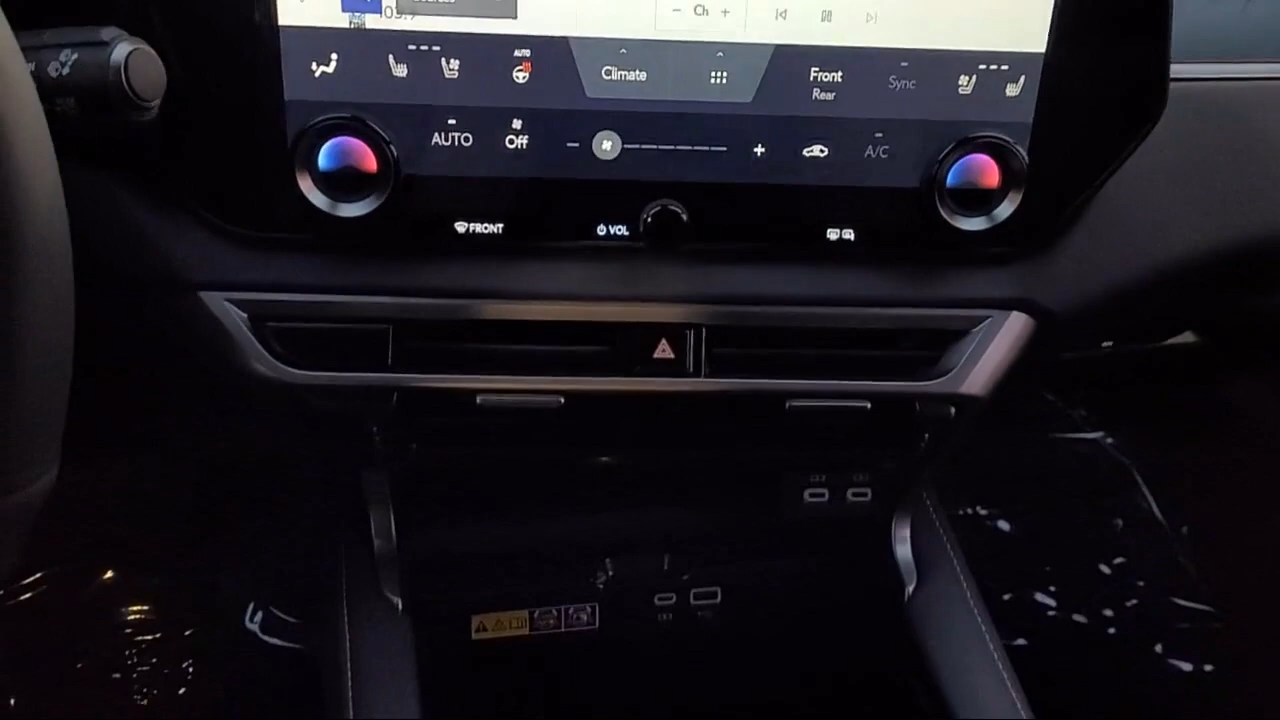 Ch
AUTO
Climate
Front
Rear
Sync
AUTO
Off
A/C
FRONT
VOL